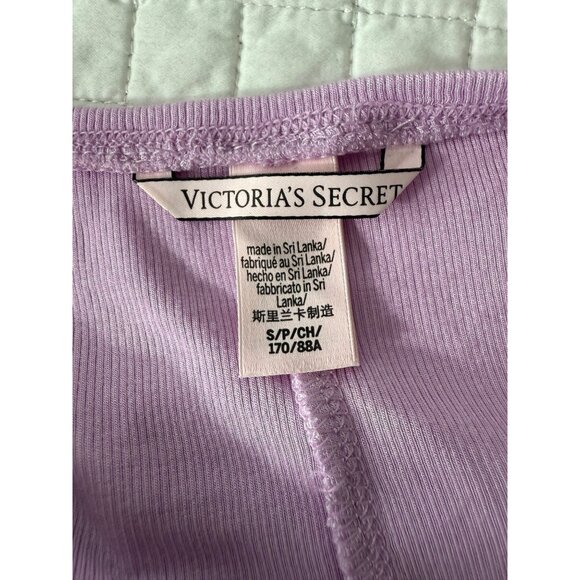 VICTORIA'S SECRET
made in Sri Lanka/
fabriqué au Sri Lanka/
hecho en Sri Lanka/
fabbricato in Sri
Lanka/
斯里兰卡制造
S/P/CH/
170/88A